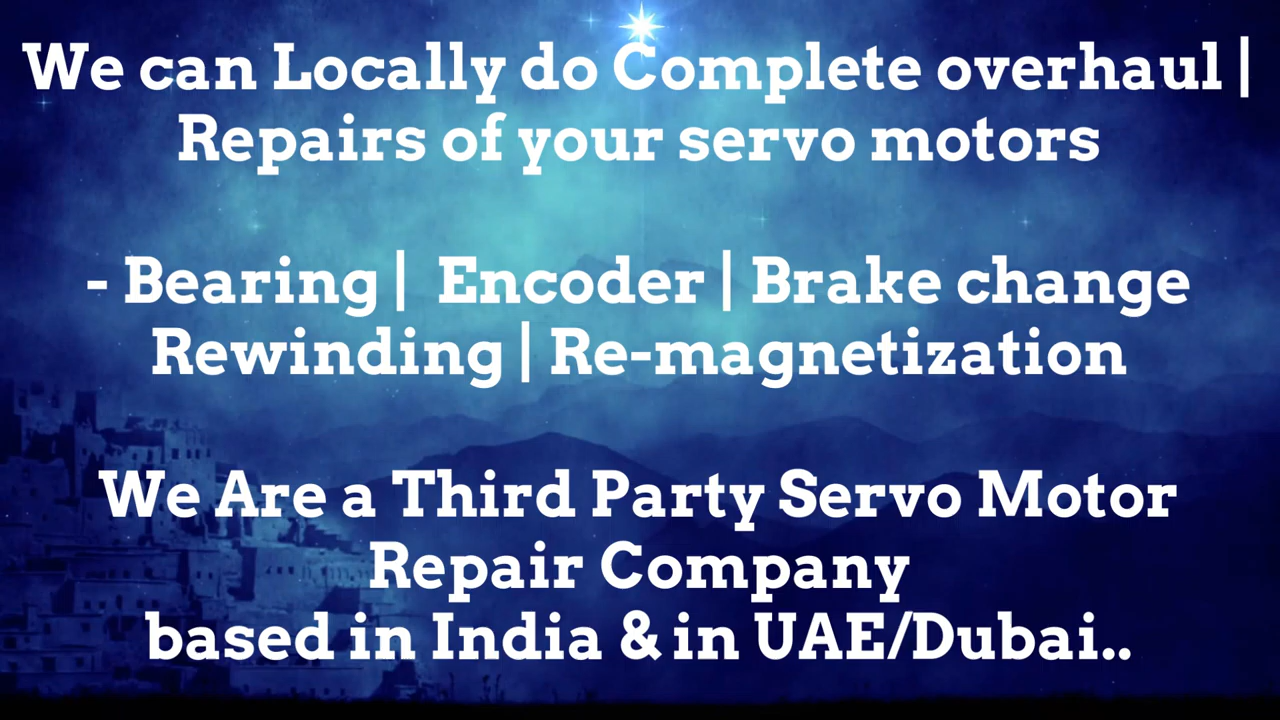 We can Locally do Complete overhaul |
Repairs of your servo motors
- Bearing | Encoder | Brake change
Rewinding | Re-magnetization
We Are a Third Party Servo Motor
Repair Company
based in India & in UAE/Dubai..